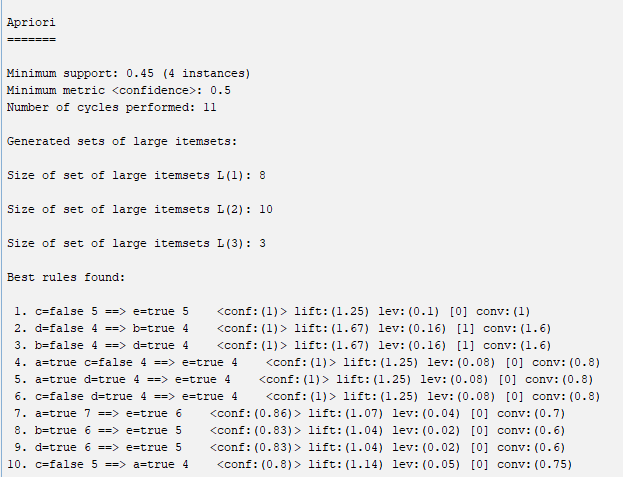 Apriori
=======
Minimum support: 0.45 (4 instances)
Minimum metric <confidence>: 0.5
Number of cycles performed: 11
Generated sets of large itemsets:
Size of set of large itemsets L(1): 8
Size of set of large itemsets L(2): 10
Size of set of large itemsets L(3): 3
Best rules found:
1. c=false 5 ==> e=true 5    <conf:(1)> lift:(1.25) lev:(0.1) [0] conv:(1)
2. d=false 4 ==> b=true 4    <conf:(1)> lift:(1.67) lev:(0.16) [1] conv:(1.6)
3. b=false 4 ==> d=true 4    <conf:(1)> lift:(1.67) lev:(0.16) [1] conv:(1.6)
4. a=true c=false 4 ==> e=true 4    <conf:(1)> lift:(1.25) lev:(0.08) [0] conv:(0.8)
5. a=true d=true 4 ==> e=true 4    <conf:(1)> lift:(1.25) lev:(0.08) [0] conv:(0.8)
6. c=false d=true 4 ==> e=true 4    <conf:(1)> lift:(1.25) lev:(0.08) [0] conv:(0.8)
7. a=true 7 ==> e=true 6    <conf:(0.86)> lift:(1.07) lev:(0.04) [0] conv:(0.7)
8. b=true 6 ==> e=true 5    <conf:(0.83)> lift:(1.04) lev:(0.02) [0] conv:(0.6)
9. d=true 6 ==> e=true 5    <conf:(0.83)> lift:(1.04) lev:(0.02) [0] conv:(0.6)
10. c=false 5 ==> a=true 4    <conf:(0.8)> lift:(1.14) lev:(0.05) [0] conv:(0.75)